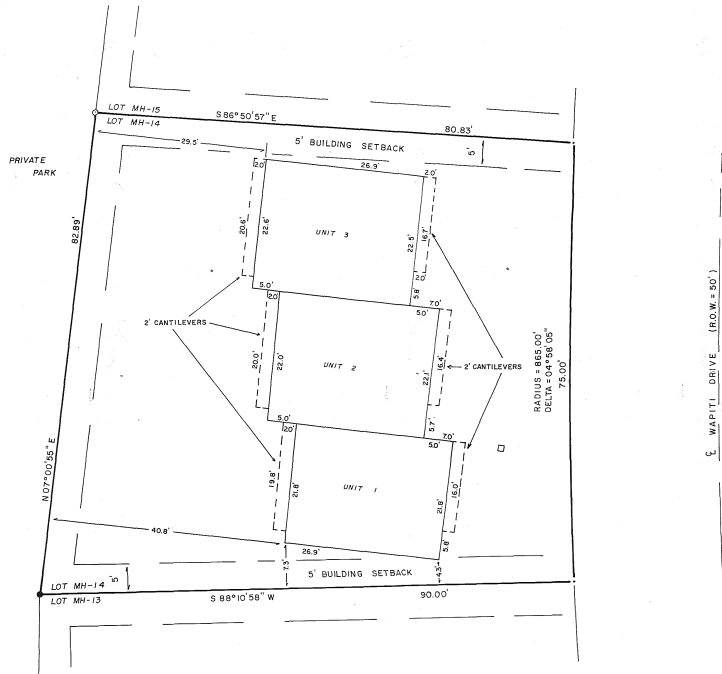 LOT MH-15
LOT MH-14
S 86° 50' 57" E
80.83'
PRIVATE
PARK
29.5'
5' BUILDING SETBACK
5'
2.0'
26.9'
2.0'
82.89'
20.6'
22.6'
UNIT 3
22.5'
16.7'
2.0'
5.8'
5.0'
2.0'
7.0'
5.0'
2' CANTILEVERS
20.0'
22.0'
UNIT 2
22.1'
16.4'
2' CANTILEVERS
5.7'
RADIUS = 865.00'
DELTA = 04° 58' 05"
75.00'
℄ WAPITI DRIVE (R.O.W. = 50')
5.0'
2.0'
7.0'
5.0'
N 07° 00' 55" E
19.8'
21.8'
UNIT 1
21.8'
16.0'
5.8'
40.8'
26.9'
7.3'
4.3'
5'
5' BUILDING SETBACK
LOT MH-14
LOT MH-13
S 88° 10' 58" W
90.00'